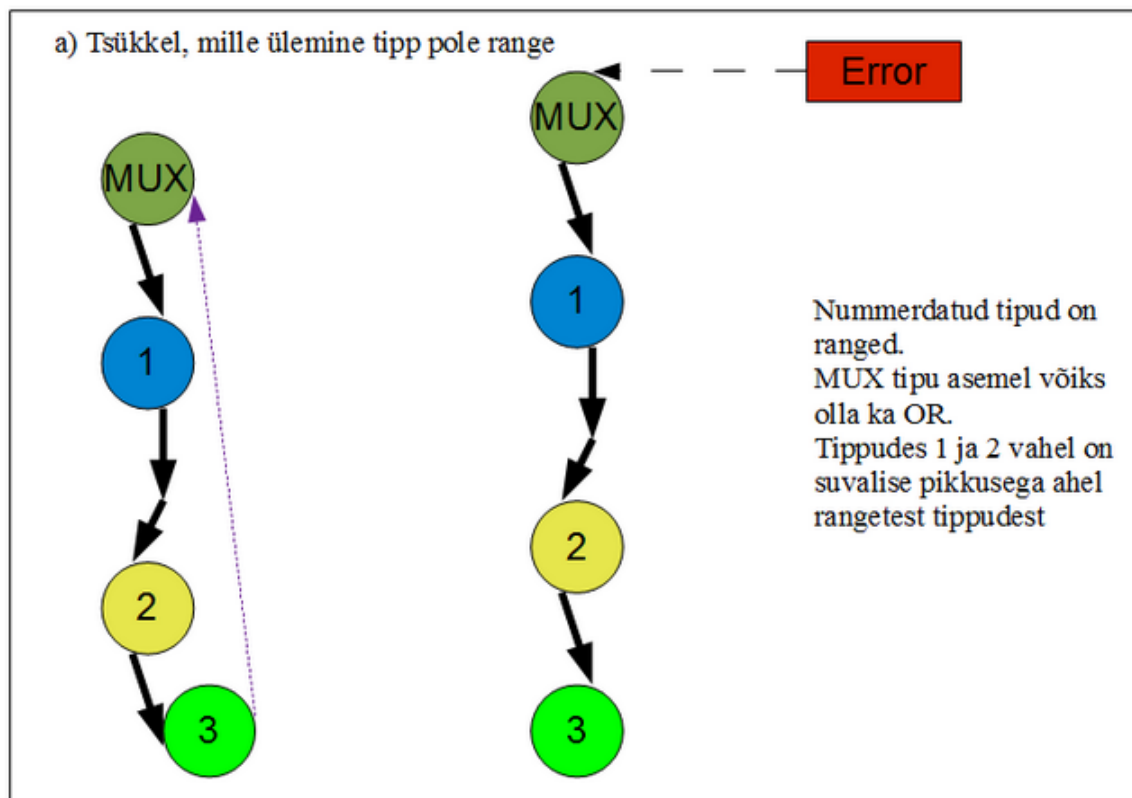 a) Tsükkel, mille ülemine tipp pole range
Error
MUX
MUX
1
1
Nummerdatud tipud on
ranged.
MUX tipu asemel võiks
olla ka OR.
Tippudes 1 ja 2 vahel on
suvalise pikkusega ahel
rangetest tippudest
2
2
3
3